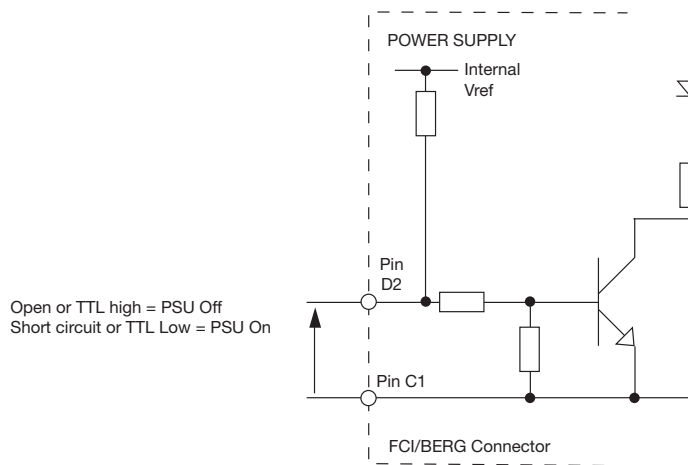 POWER SUPPLY
Internal
Vref
Pin
D2
Open or TTL high = PSU Off
Short circuit or TTL Low = PSU On
Pin C1
FCI/BERG Connector